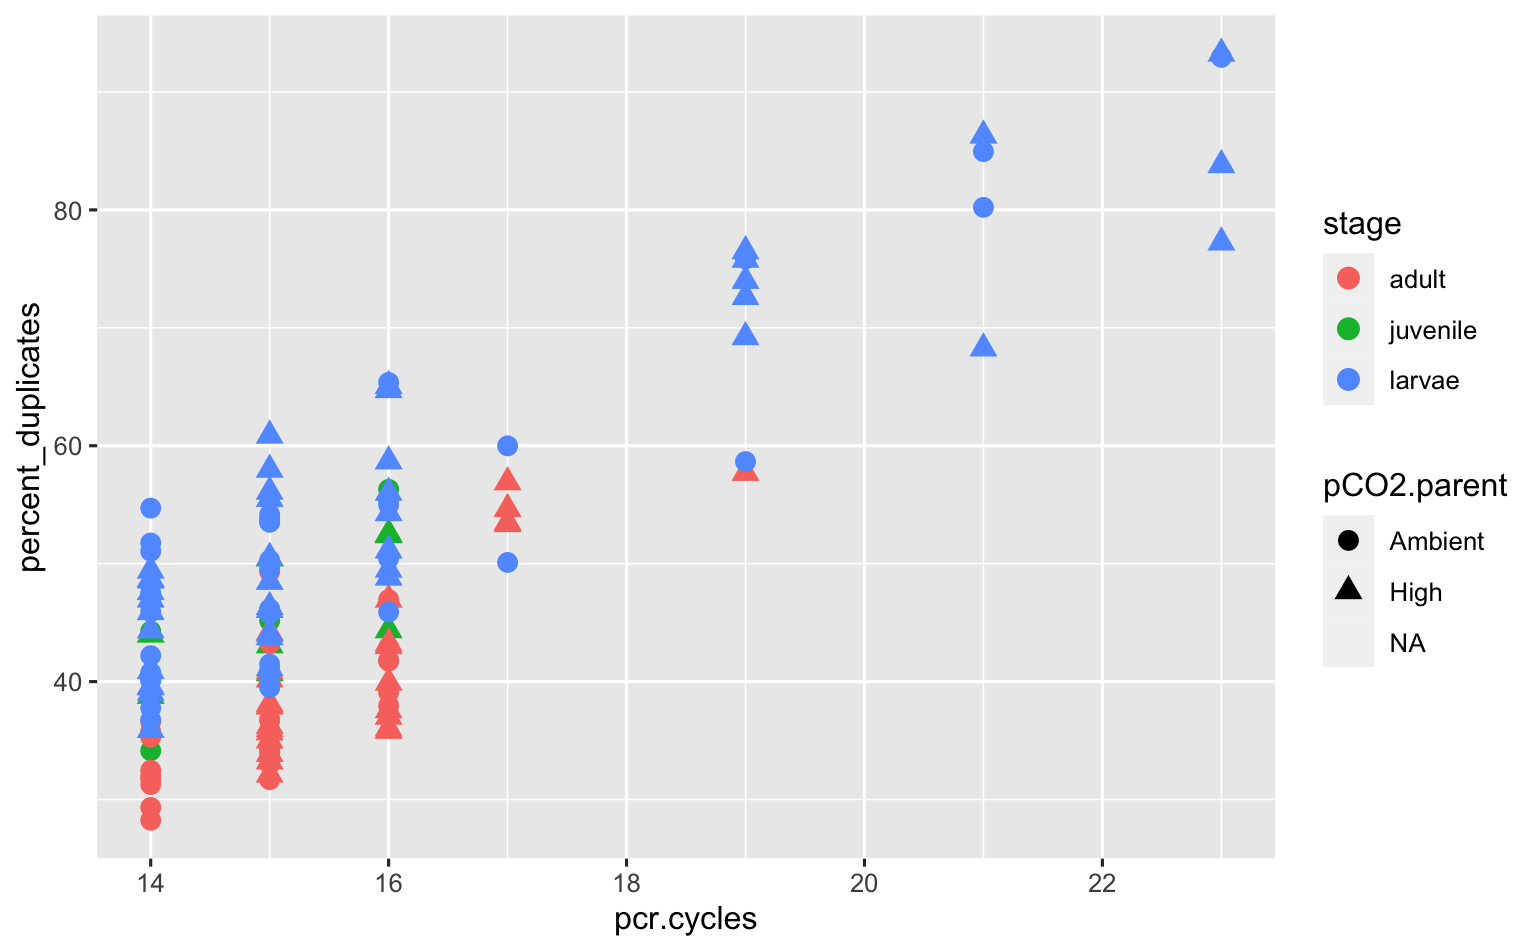 percent_duplicates
80
60
40
14
16
18
20
22
pcr.cycles
stage
adult
juvenile
larvae
pCO2.parent
Ambient
High
NA